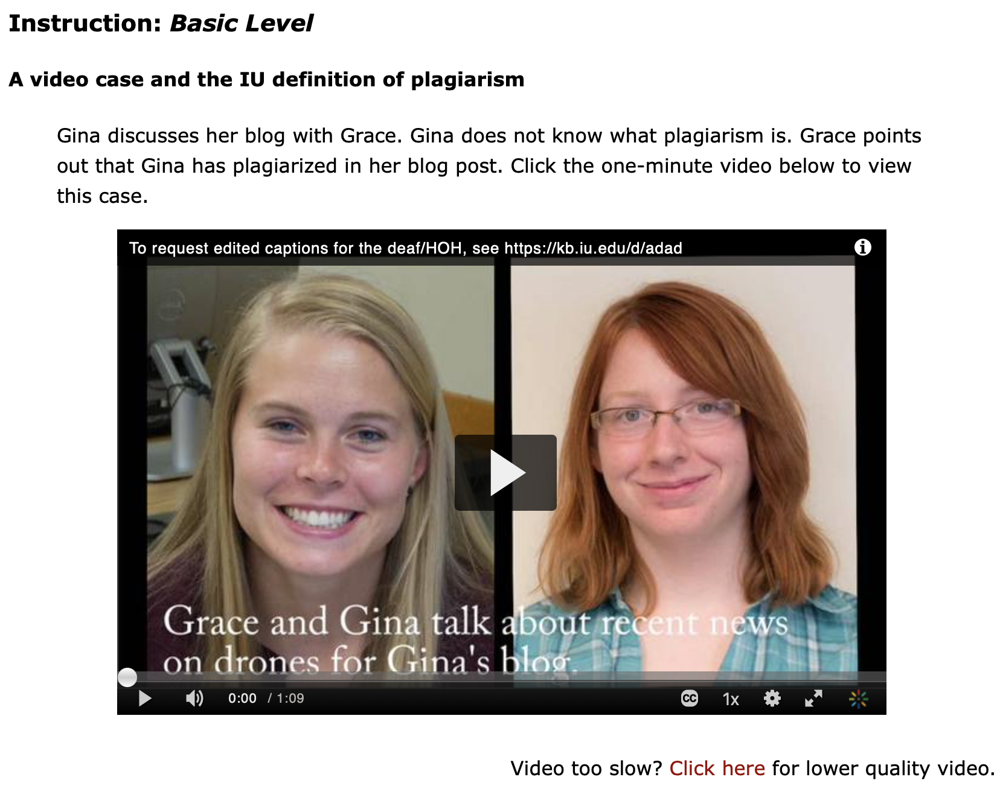 Instruction: Basic Level
A video case and the IU definition of plagiarism
Gina discusses her blog with Grace. Gina does not know what plagiarism is. Grace points
out that Gina has plagiarized in her blog post. Click the one-minute video below to view
this case.
To request edited captions for the deaf/HOH, see https://kb.iu.edu/d/adad
Grace and Gina talk about recent news
on drones for Gina's blog.
0:00 / 1:09 CC 1x
Video too slow? Click here for lower quality video.